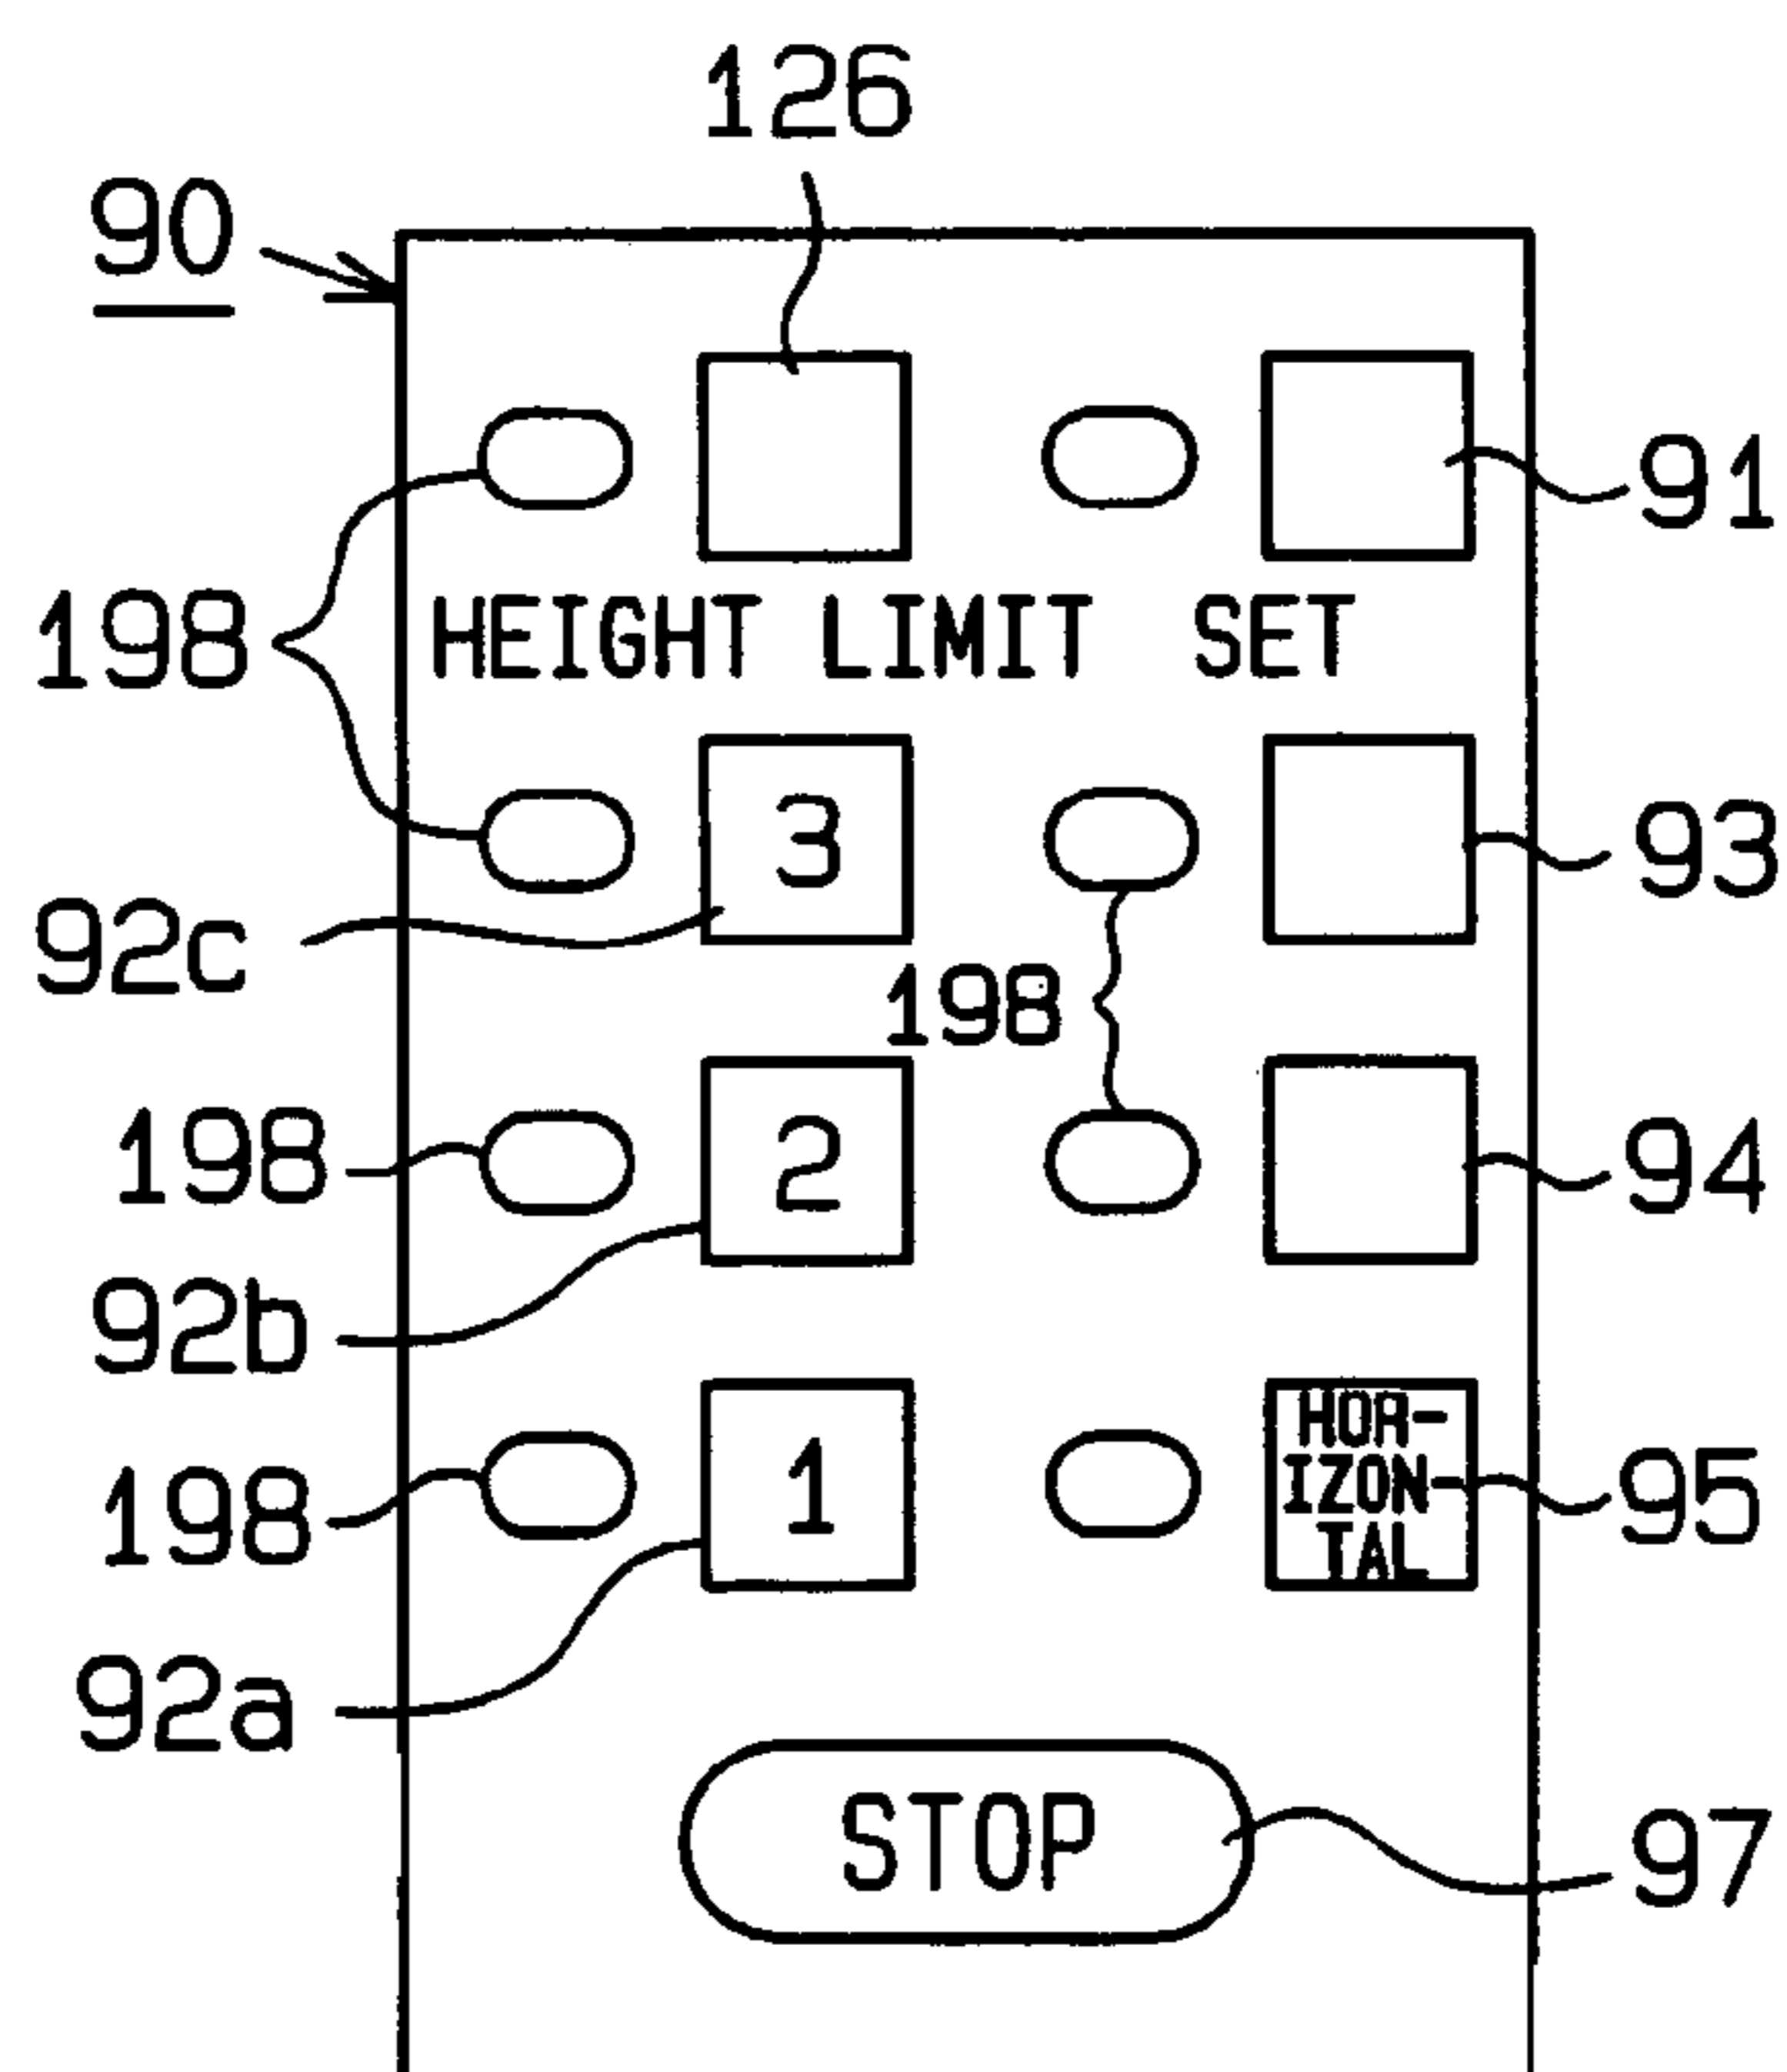 126
90
91
198 HEIGHT LIMIT SET
3 93
92c
198
198 2 94
92b
198 1 HOR-
IZON- 95
TAL
92a
STOP 97